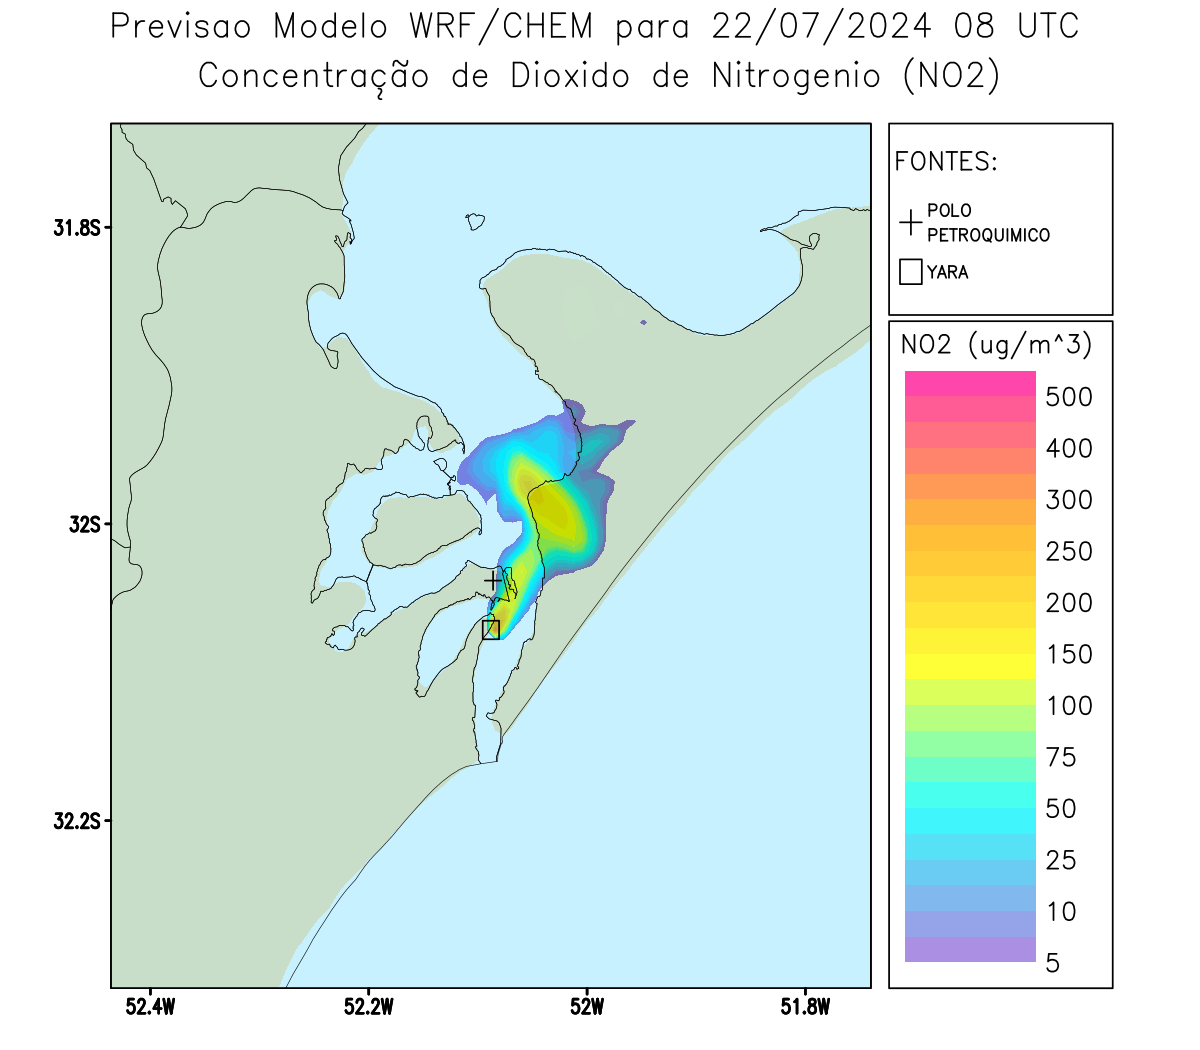 Previsao Modelo WRF/CHEM para 22/07/2024 08 UTC
Concentração de Dioxido de Nitrogenio (NO2)
FONTES:
POLO
PETROQUIMICO
YARA
NO2 (ug/m^3)
500
400
300
250
200
150
100
75
50
25
10
5
31.8S
32S
32.2S
52.4W
52.2W
52W
51.8W